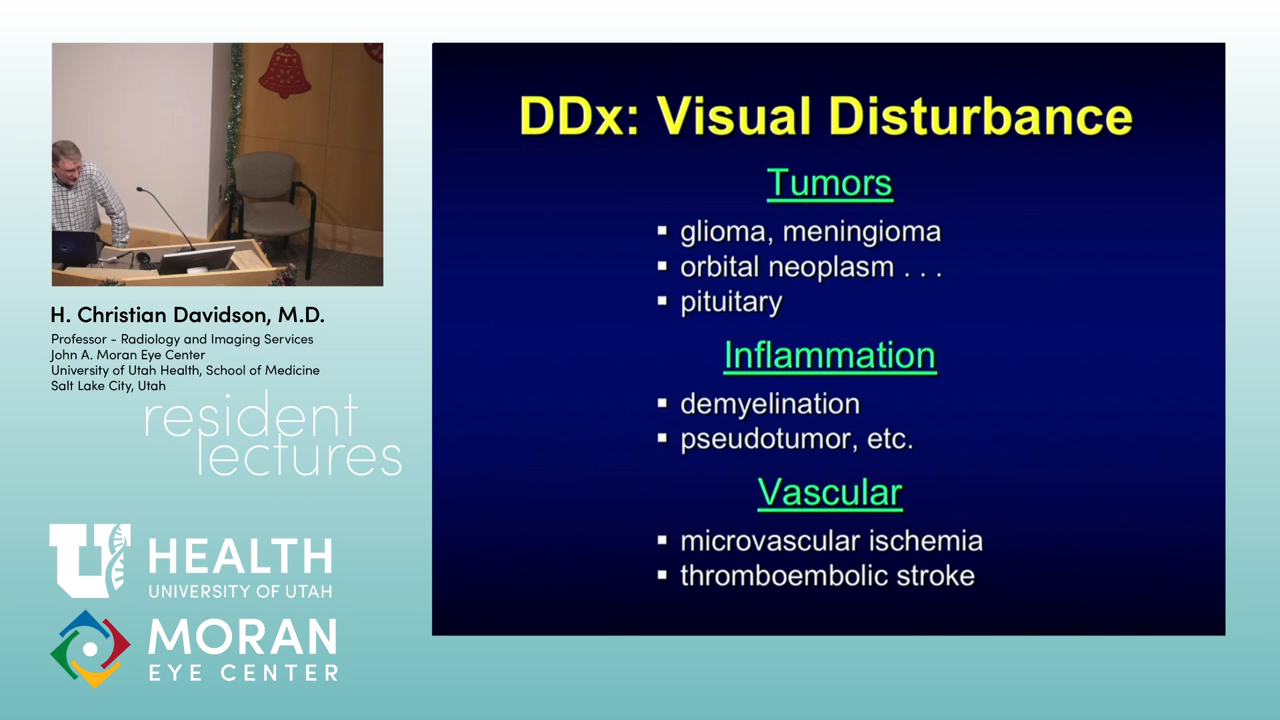 H. Christian Davidson, M.D.
Professor - Radiology and Imaging Services
John A. Moran Eye Center
University of Utah Health, School of Medicine
Salt Lake City, Utah
resident
lectures
U HEALTH
UNIVERSITY OF UTAH
MORAN
EYE CENTER
DDx: Visual Disturbance
Tumors
▪ glioma, meningioma
▪ orbital neoplasm . . .
▪ pituitary
Inflammation
▪ demyelination
▪ pseudotumor, etc.
Vascular
▪ microvascular ischemia
▪ thromboembolic stroke